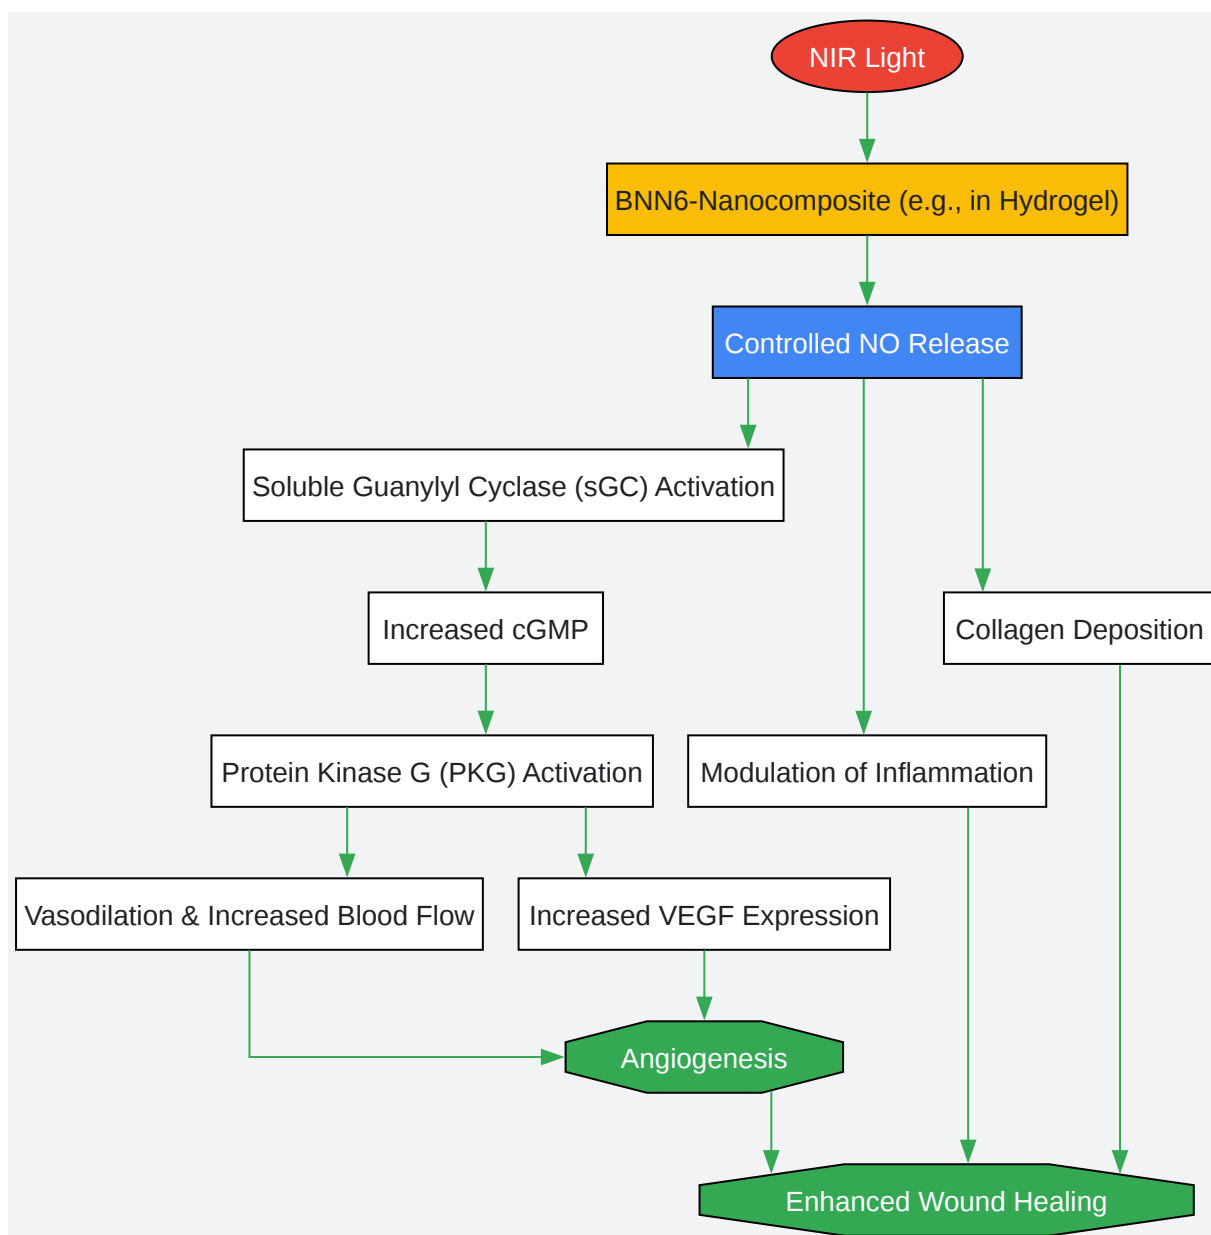 NIR Light
BNN6-Nanocomposite (e.g., in Hydrogel)
Controlled NO Release
Soluble Guanylyl Cyclase (sGC) Activation
Increased cGMP
Collagen Deposition
Protein Kinase G (PKG) Activation
Modulation of Inflammation
Vasodilation & Increased Blood Flow
Increased VEGF Expression
Angiogenesis
Enhanced Wound Healing